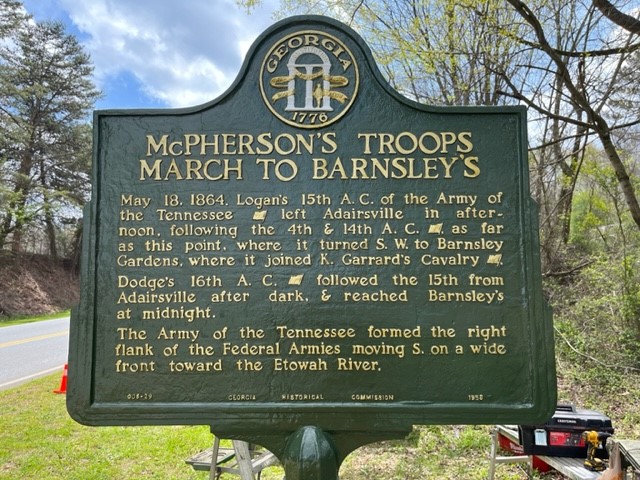 GEORGIA
1776
McPHERSON'S TROOPS
MARCH TO BARNSLEY'S
May 18, 1864. Logan's 15th A. C. of the Army of
the Tennessee left Adairsville in after-
noon, following the 4th & 14th A. C. , as far
as this point, where it turned S. W. to Barnsley
Gardens, where it joined K. Garrard's Cavalry .
Dodge's 16th A. C. followed the 15th from
Adairsville after dark, & reached Barnsley's
at midnight.
The Army of the Tennessee formed the right
flank of the Federal Armies moving S. on a wide
front toward the Etowah River.
008-29 GEORGIA HISTORICAL COMMISSION 1952
CRAFTSMAN